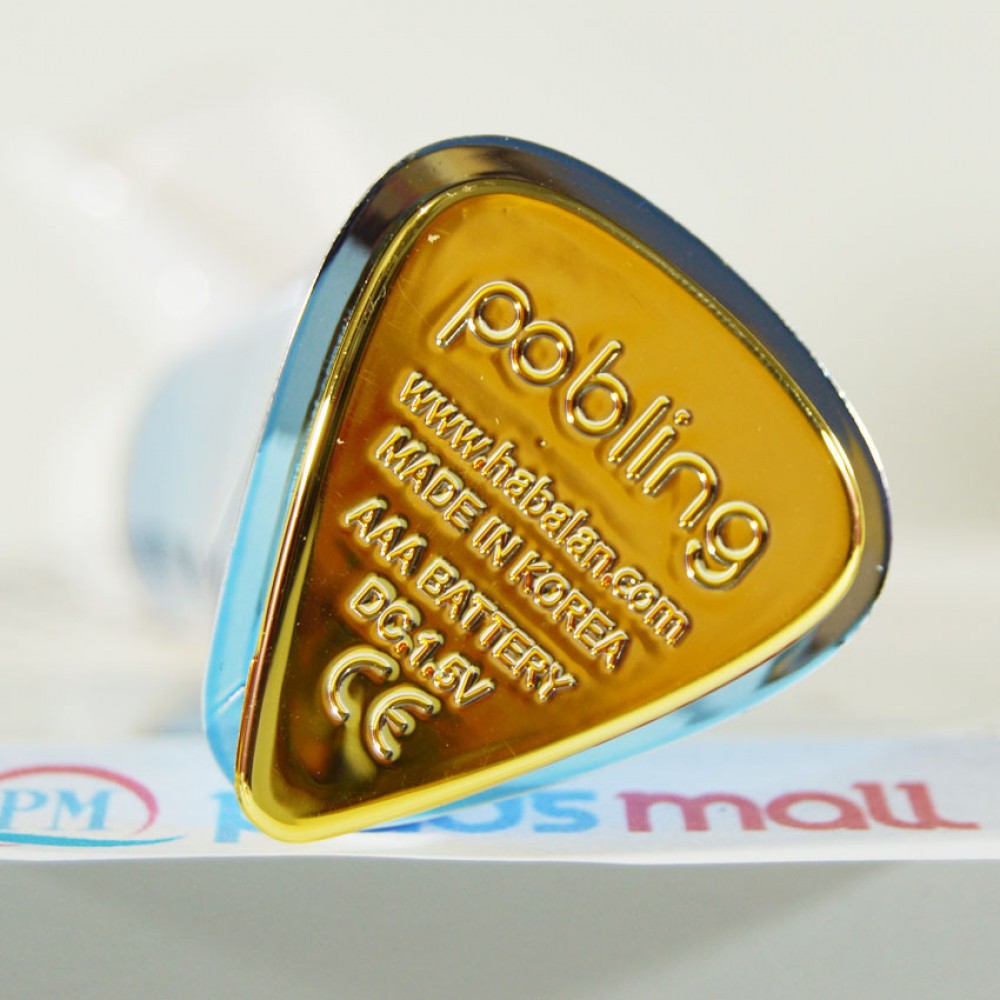 pobling
www.habalan.com
MADE IN KOREA
AAA BATTERY
DC.1.5V
CE
PM
mall